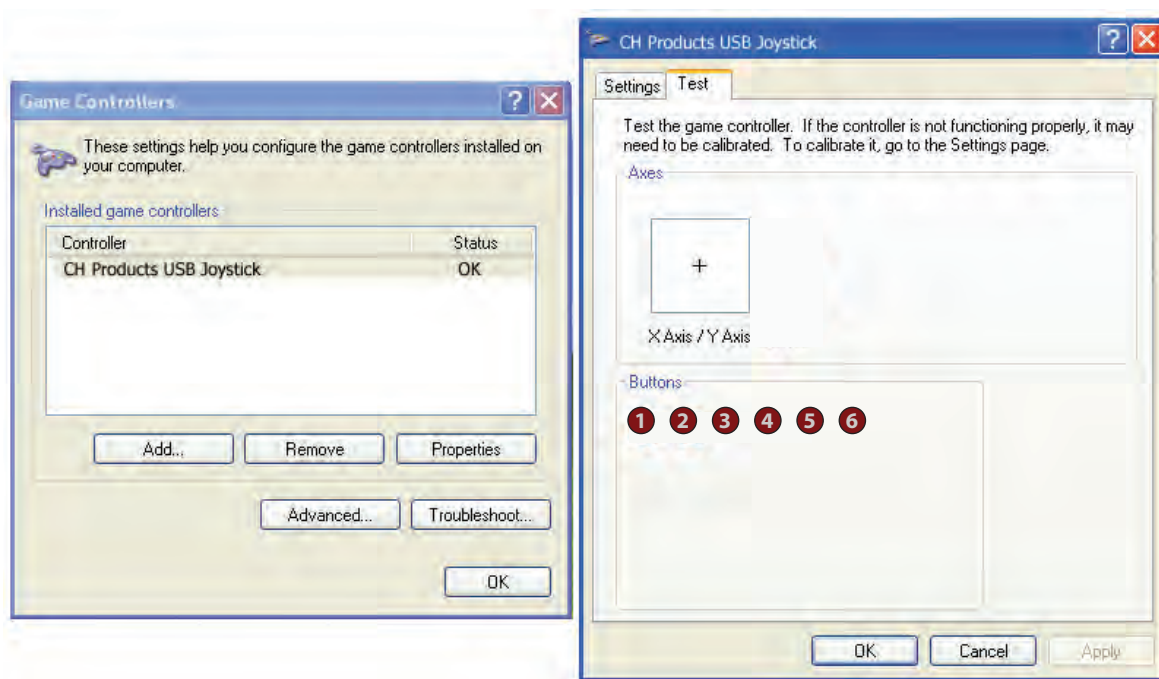 Game Controllers
These settings help you configure the game controllers installed on
your computer.
Installed game controllers
Controller Status
CH Products USB Joystick OK
Add... Remove Properties
Advanced... Troubleshoot...
OK
CH Products USB Joystick
Settings Test
Test the game controller. If the controller is not functioning properly, it may
need to be calibrated. To calibrate it, go to the Settings page.
Axes
+
X Axis / Y Axis
Buttons
1 2 3 4 5 6
OK Cancel Apply